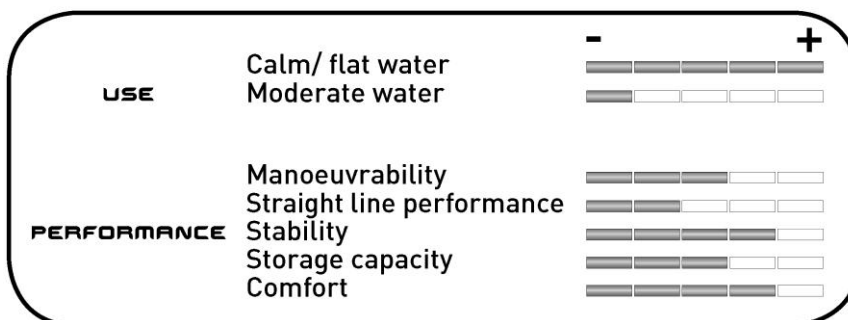 - +
Calm/ flat water
USE
Moderate water
Manoeuvrability
Straight line performance
PERFORMANCE
Stability
Storage capacity
Comfort